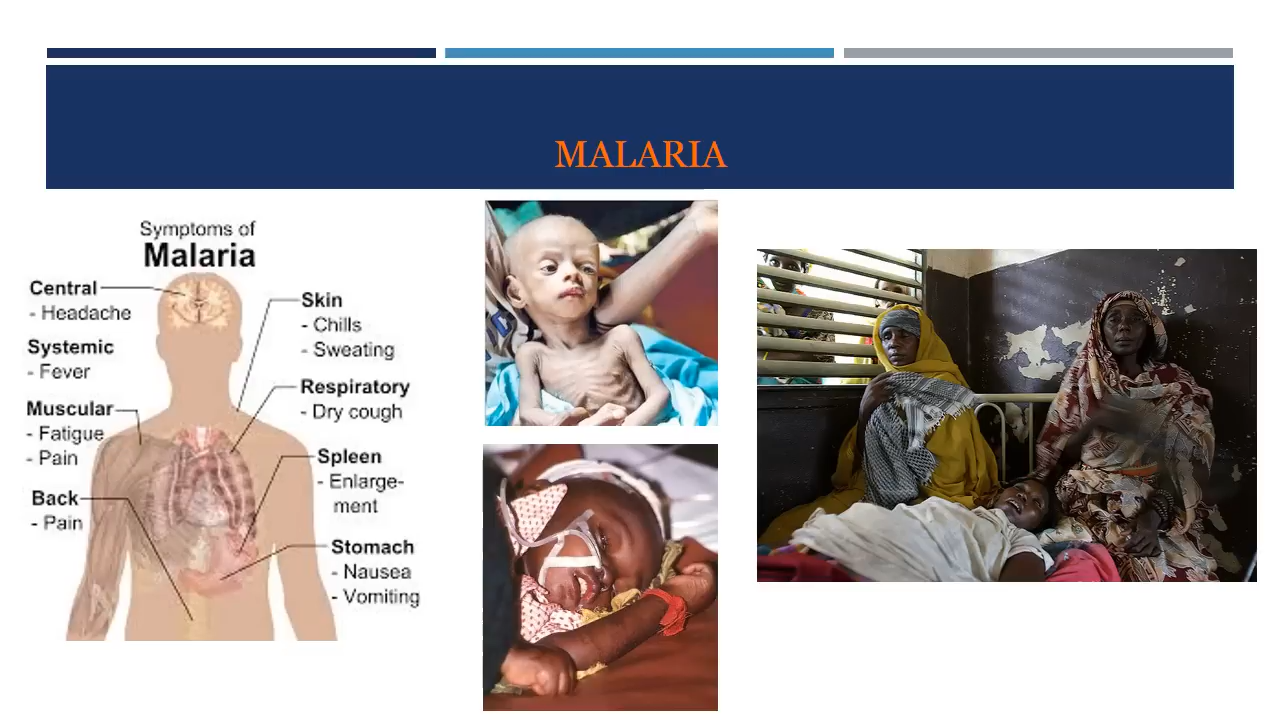 MALARIA
Symptoms of
Malaria
Central
- Headache
Systemic
- Fever
Muscular
- Fatigue
- Pain
Back
- Pain
Skin
- Chills
- Sweating
Respiratory
- Dry cough
Spleen
- Enlarge-
ment
Stomach
- Nausea
- Vomiting